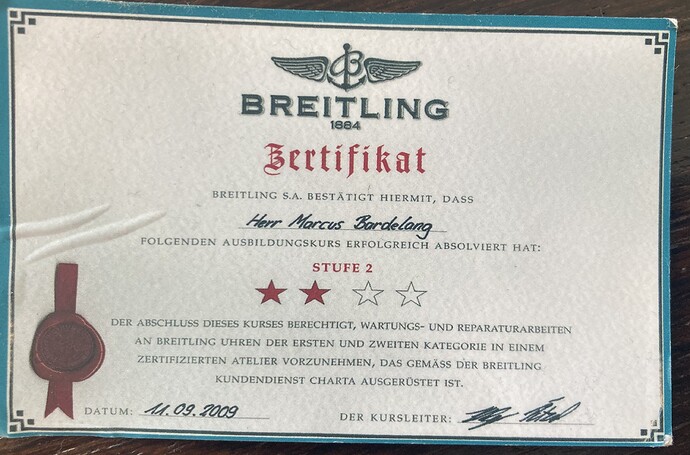 BREITLING
1884
Zertifikat
BREITLING S.A. BESTÄTIGT HIERMIT, DASS
Herr Marcus Bardelang
FOLGENDEN AUSBILDUNGSKURS ERFOLGREICH ABSOLVIERT HAT:
STUFE 2
DER ABSCHLUSS DIESES KURSES BERECHTIGT, WARTUNGS- UND REPARATURARBEITEN
AN BREITLING UHREN DER ERSTEN UND ZWEITEN KATEGORIE IN EINEM
ZERTIFIZIERTEN ATELIER VORZUNEHMEN, DAS GEMÄSS DER BREITLING
KUNDENDIENST CHARTA AUSGERÜSTET IST.
DATUM: 11.09.2009 DER KURSLEITER: